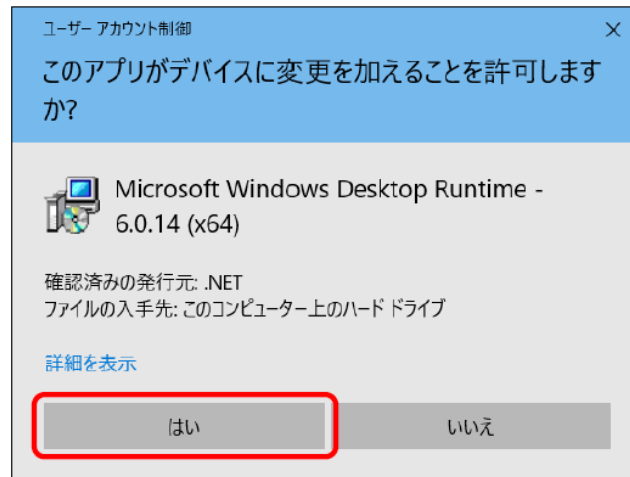 ユーザー アカウント制御
このアプリがデバイスに変更を加えることを許可します
か?
Microsoft Windows Desktop Runtime -
6.0.14 (x64)
確認済みの発行元: .NET
ファイルの入手先: このコンピューター上のハード ドライブ
詳細を表示
はい
いいえ